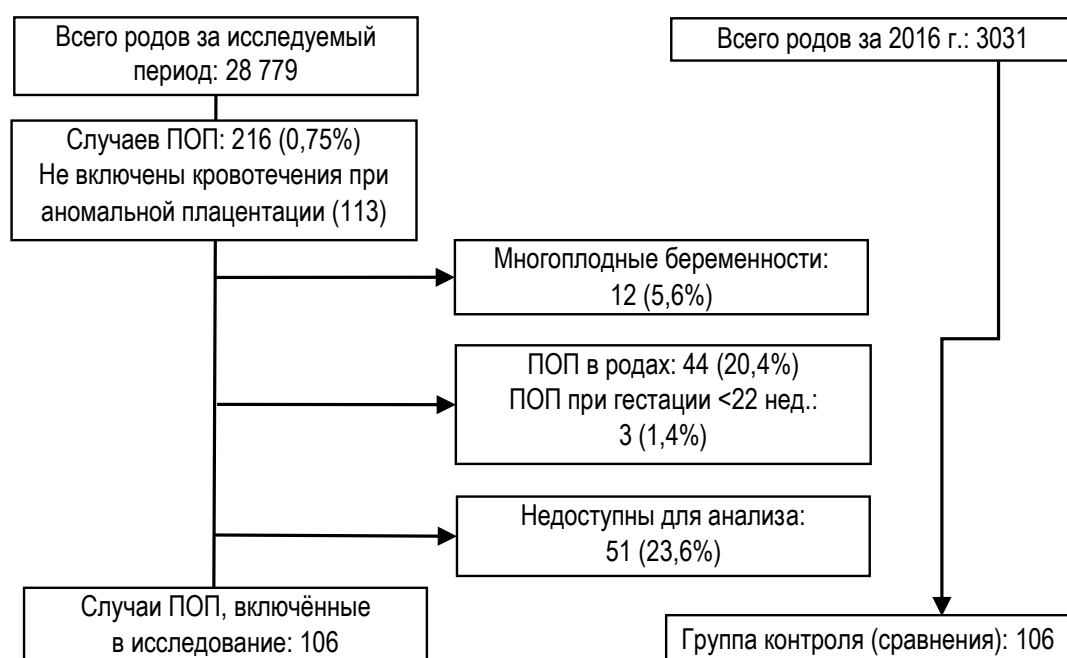 Всего родов за исследуемый
период: 28 779
Всего родов за 2016 г.: 3031
Случаев ПОП: 216 (0,75%)
Не включены кровотечения при
аномальной плацентации (113)
Многоплодные беременности:
12 (5,6%)
ПОП в родах: 44 (20,4%)
ПОП при гестации <22 нед.:
3 (1,4%)
Недоступны для анализа:
51 (23,6%)
Случаи ПОП, включённые
в исследование: 106
Группа контроля (сравнения): 106